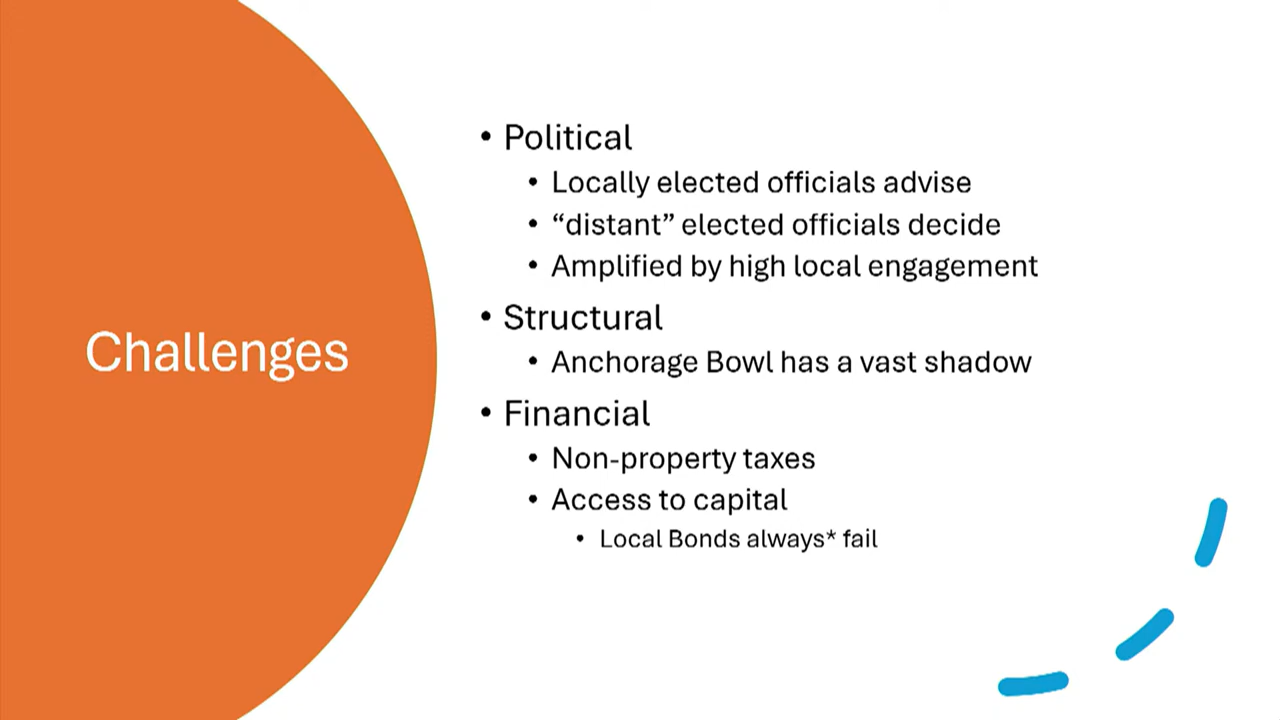 Challenges
• Political
• Locally elected officials advise
• “distant” elected officials decide
• Amplified by high local engagement
• Structural
• Anchorage Bowl has a vast shadow
• Financial
• Non-property taxes
• Access to capital
• Local Bonds always* fail